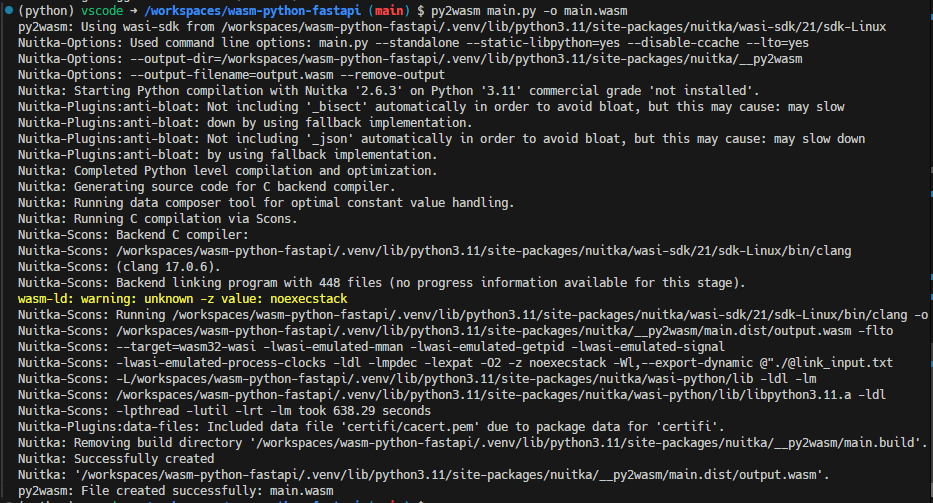 (python) vscode → /workspaces/wasm-python-fastapi (main) $ py2wasm main.py -o main.wasm
py2wasm: Using wasi-sdk from /workspaces/wasm-python-fastapi/.venv/lib/python3.11/site-packages/nuitka/wasi-sdk/21/sdk-Linux
Nuitka-Options: Used command line options: main.py --standalone --static-libpython=yes --disable-ccache --lto=yes
Nuitka-Options: --output-dir=/workspaces/wasm-python-fastapi/.venv/lib/python3.11/site-packages/nuitka/__py2wasm
Nuitka-Options: --output-filename=output.wasm --remove-output
Nuitka: Starting Python compilation with Nuitka '2.6.3' on Python '3.11' commercial grade 'not installed'.
Nuitka-Plugins:anti-bloat: Not including '_bisect' automatically in order to avoid bloat, but this may cause: may slow
Nuitka-Plugins:anti-bloat: down by using fallback implementation.
Nuitka-Plugins:anti-bloat: Not including '_json' automatically in order to avoid bloat, but this may cause: may slow down
Nuitka-Plugins:anti-bloat: by using fallback implementation.
Nuitka: Completed Python level compilation and optimization.
Nuitka: Generating source code for C backend compiler.
Nuitka: Running data composer tool for optimal constant value handling.
Nuitka: Running C compilation via Scons.
Nuitka-Scons: Backend C compiler:
Nuitka-Scons: /workspaces/wasm-python-fastapi/.venv/lib/python3.11/site-packages/nuitka/wasi-sdk/21/sdk-Linux/bin/clang
Nuitka-Scons: (clang 17.0.6).
Nuitka-Scons: Backend linking program with 448 files (no progress information available for this stage).
wasm-ld: warning: unknown -z value: noexecstack
Nuitka-Scons: Running /workspaces/wasm-python-fastapi/.venv/lib/python3.11/site-packages/nuitka/wasi-sdk/21/sdk-Linux/bin/clang -o
Nuitka-Scons: /workspaces/wasm-python-fastapi/.venv/lib/python3.11/site-packages/nuitka/__py2wasm/main.dist/output.wasm -flto
Nuitka-Scons: --target=wasm32-wasi -lwasi-emulated-mman -lwasi-emulated-getpid -lwasi-emulated-signal
Nuitka-Scons: -lwasi-emulated-process-clocks -ldl -lmpdec -lexpat -O2 -z noexecstack -Wl,--export-dynamic @"./@link_input.txt
Nuitka-Scons: -L/workspaces/wasm-python-fastapi/.venv/lib/python3.11/site-packages/nuitka/wasi-python/lib -ldl -lm
Nuitka-Scons: /workspaces/wasm-python-fastapi/.venv/lib/python3.11/site-packages/nuitka/wasi-python/lib/libpython3.11.a -ldl
Nuitka-Scons: -lpthread -lutil -lrt -lm took 638.29 seconds
Nuitka-Plugins:data-files: Included data file 'certifi/cacert.pem' due to package data for 'certifi'.
Nuitka: Removing build directory '/workspaces/wasm-python-fastapi/.venv/lib/python3.11/site-packages/nuitka/__py2wasm/main.build'.
Nuitka: Successfully created
Nuitka: '/workspaces/wasm-python-fastapi/.venv/lib/python3.11/site-packages/nuitka/__py2wasm/main.dist/output.wasm'.
py2wasm: File created successfully: main.wasm